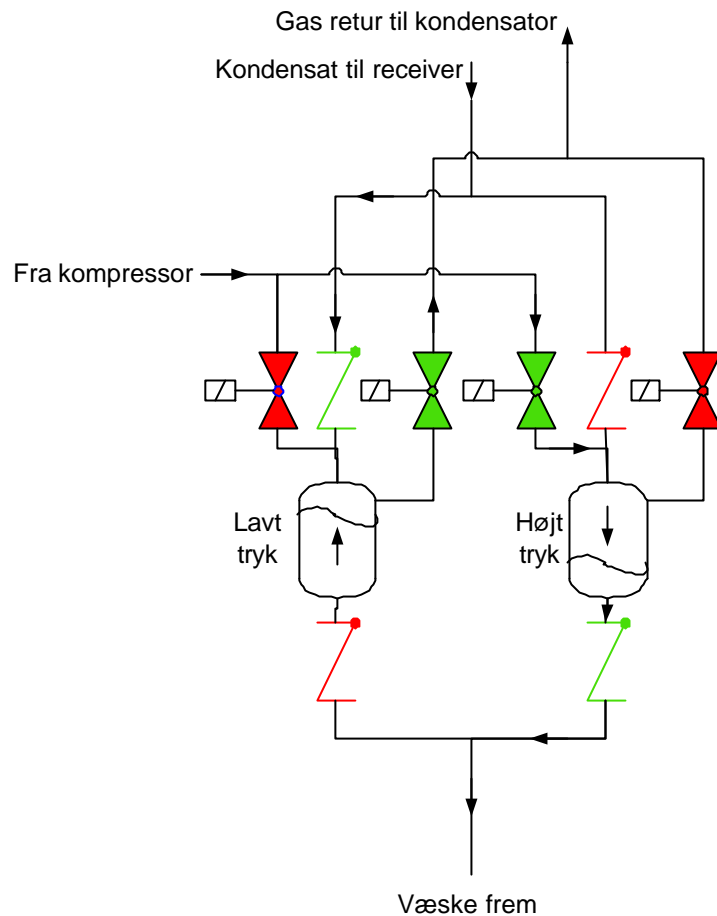 Gas retur til kondensator
Kondensat til receiver
Fra kompressor
Lavt
tryk
Højt
tryk
Væske frem